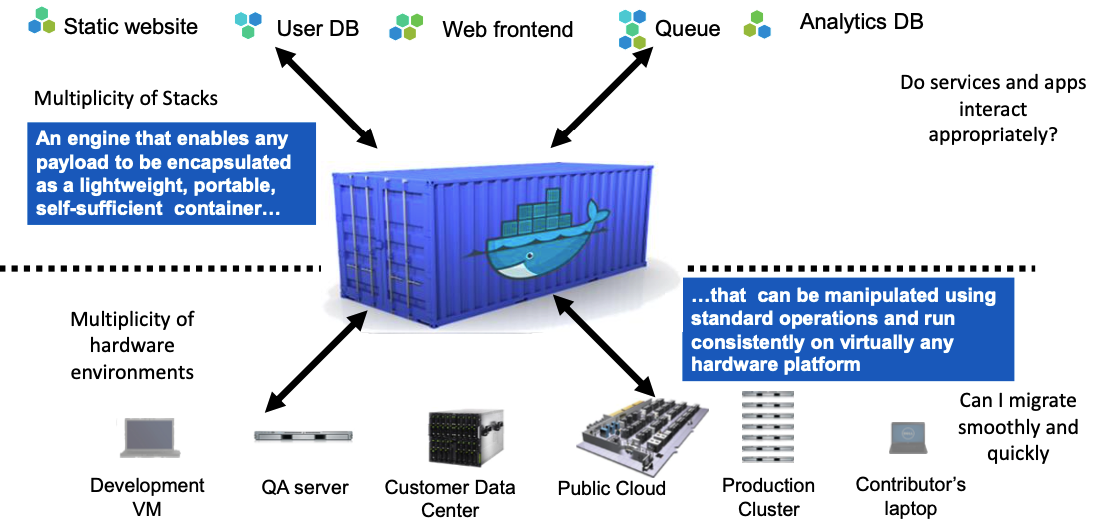 Static website
User DB
Web frontend
Queue
Analytics DB
Multiplicity of Stacks
Do services and apps
interact
appropriately?
An engine that enables any
payload to be encapsulated
as a lightweight, portable,
self-sufficient container…
Multiplicity of
hardware
environments
…that can be manipulated using
standard operations and run
consistently on virtually any
hardware platform
Can I migrate
smoothly and
quickly
Development
VM
QA server
Customer Data
Center
Public Cloud
Production
Cluster
Contributor’s
laptop